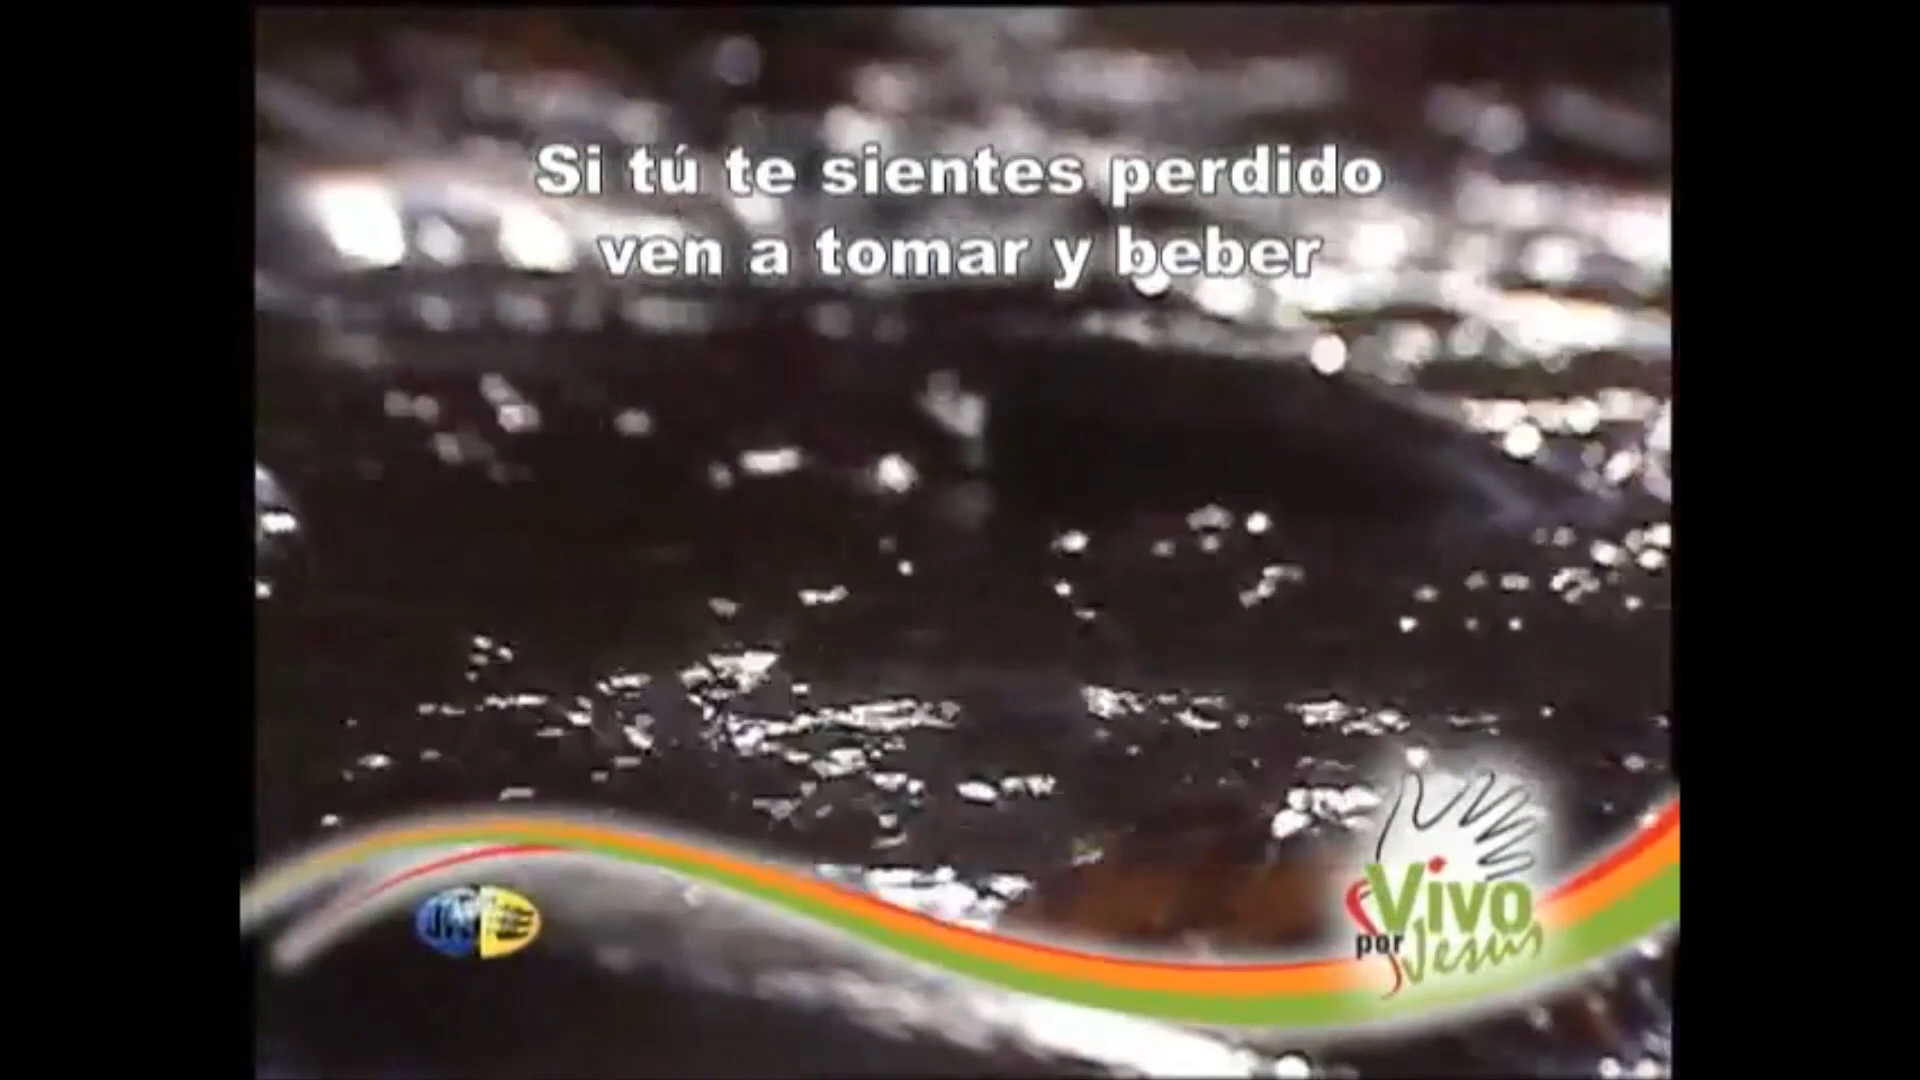 Si tú te sientes perdido
ven a tomar y beber
Vivo
por Jesus